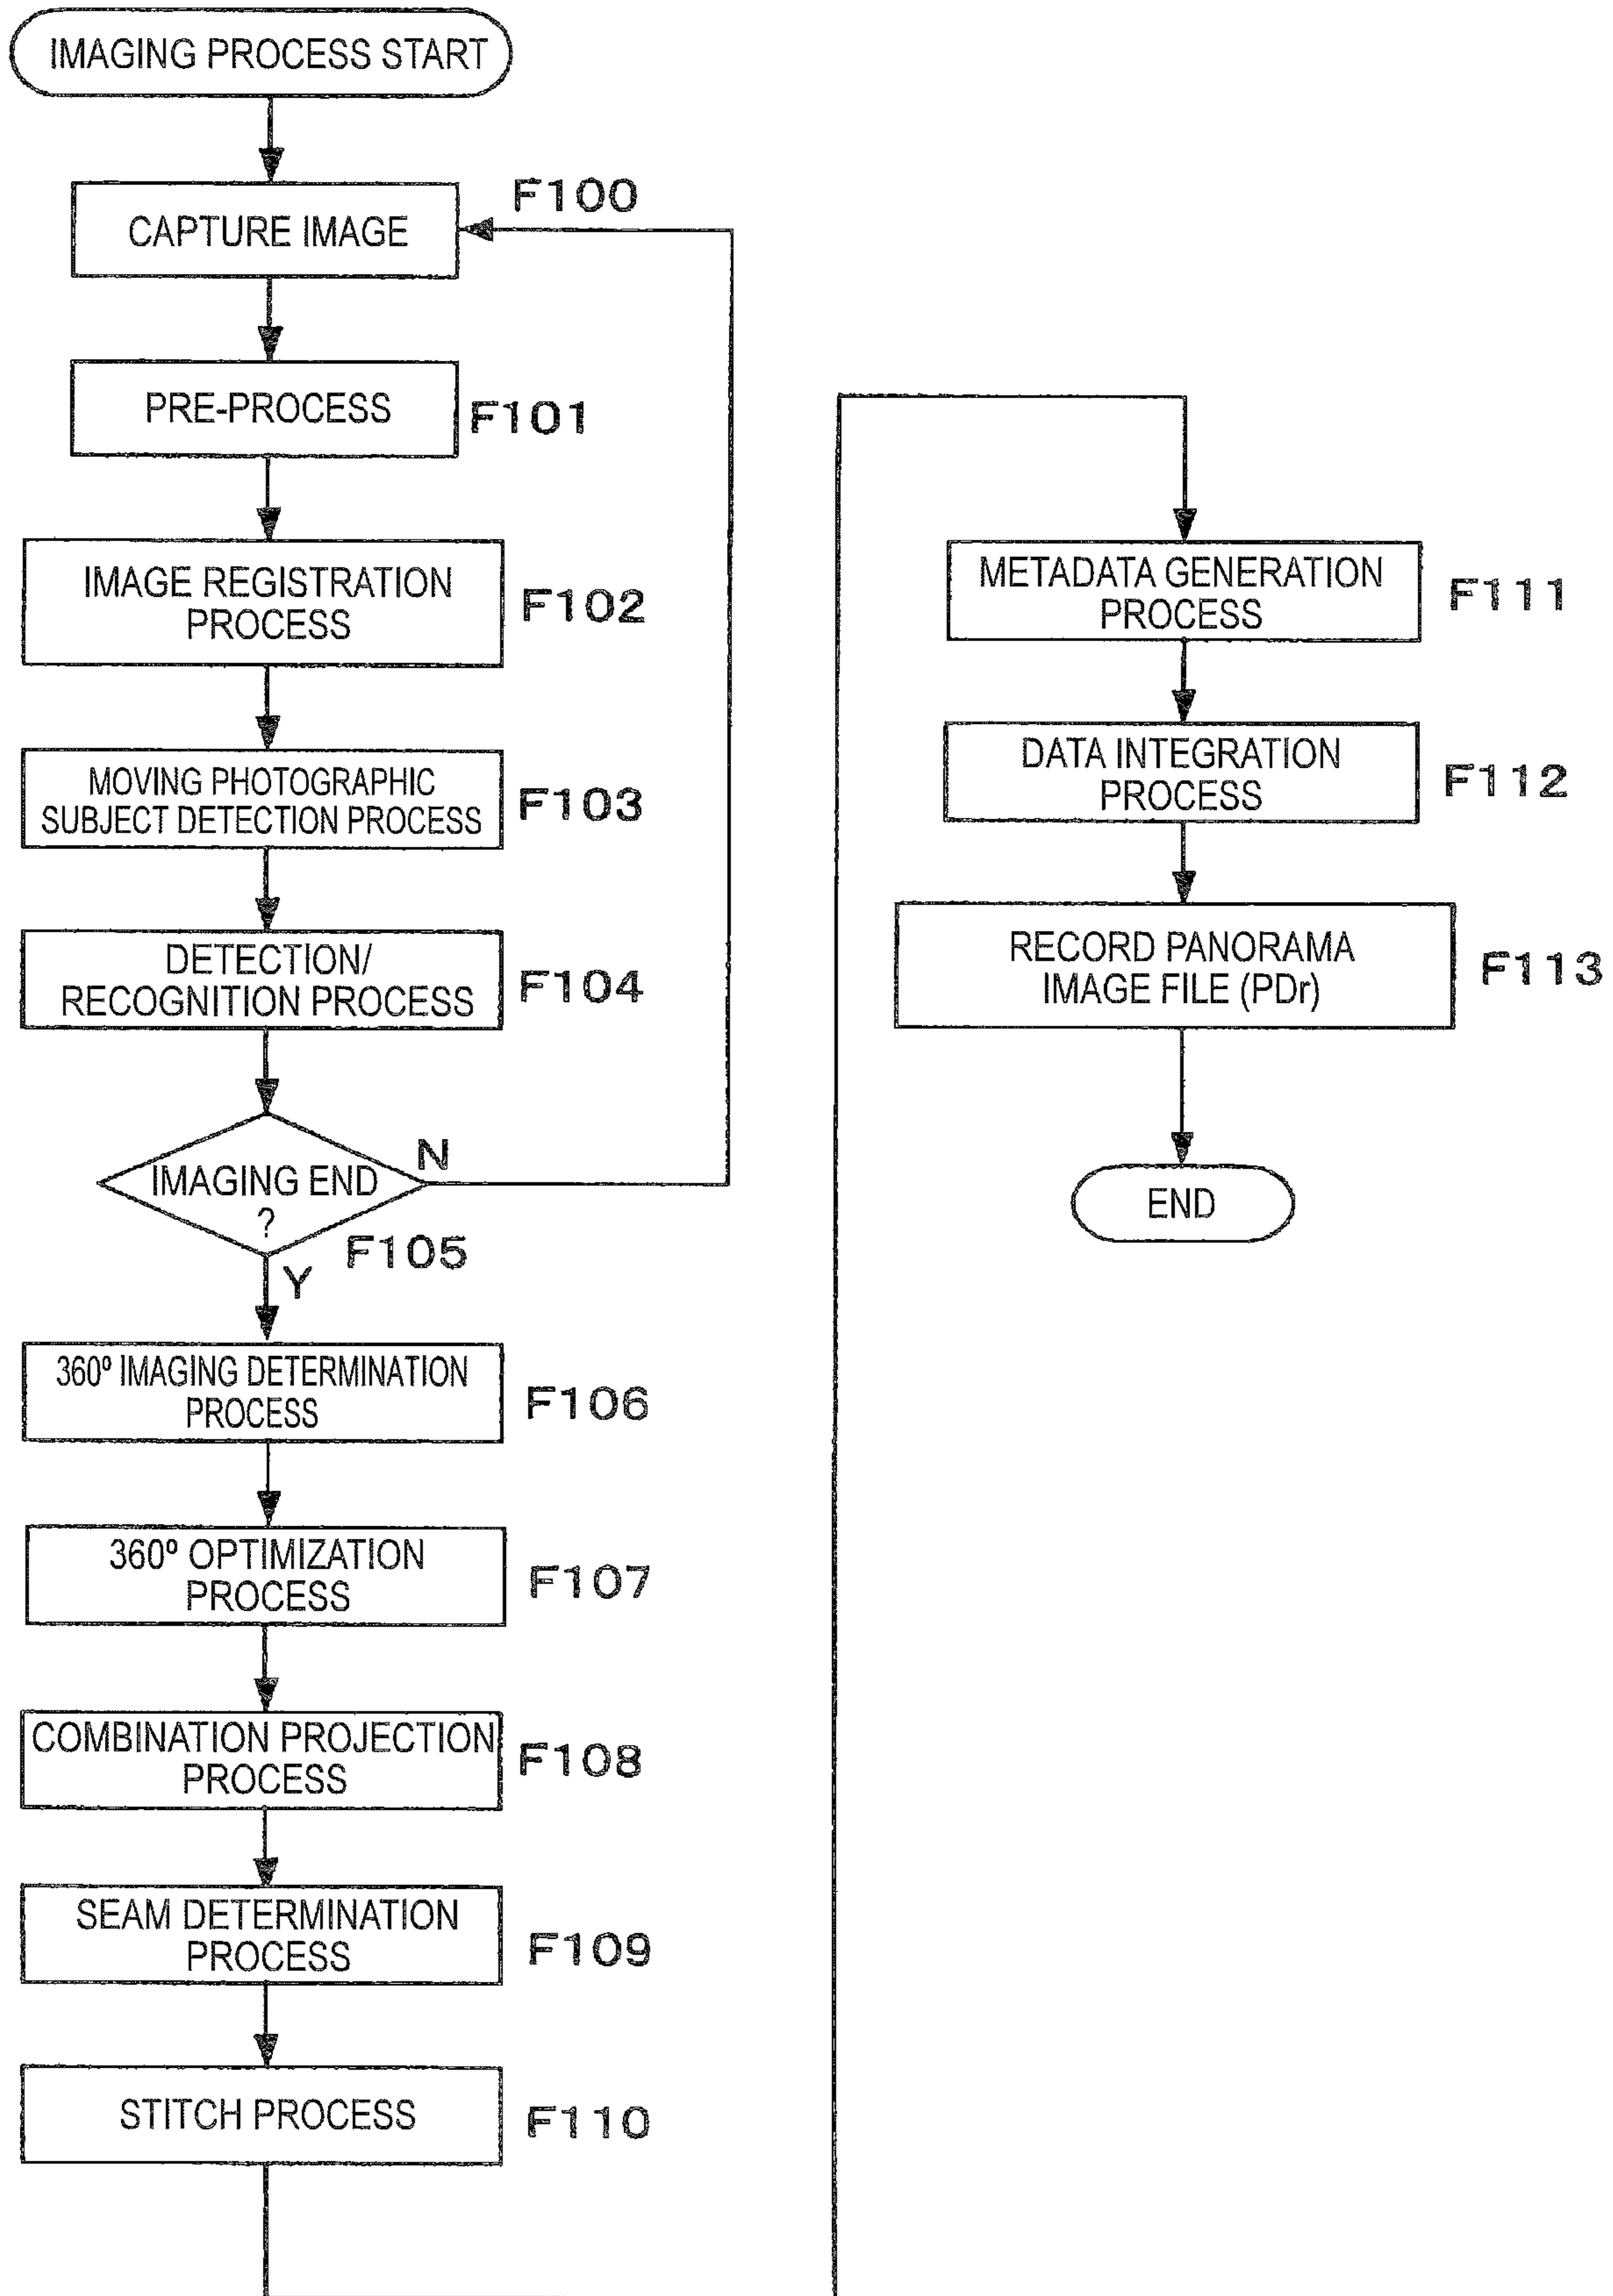 IMAGING PROCESS START
F100
CAPTURE IMAGE
PRE-PROCESS
F101
IMAGE REGISTRATION
PROCESS
F102
MOVING PHOTOGRAPHIC
SUBJECT DETECTION PROCESS
F103
DETECTION/
RECOGNITION PROCESS
F104
N
IMAGING END
?
F105
Y
360º IMAGING DETERMINATION
PROCESS
F106
360º OPTIMIZATION
PROCESS
F107
COMBINATION PROJECTION
PROCESS
F108
SEAM DETERMINATION
PROCESS
F109
STITCH PROCESS
F110
METADATA GENERATION
PROCESS
F111
DATA INTEGRATION
PROCESS
F112
RECORD PANORAMA
IMAGE FILE (PDr)
F113
END